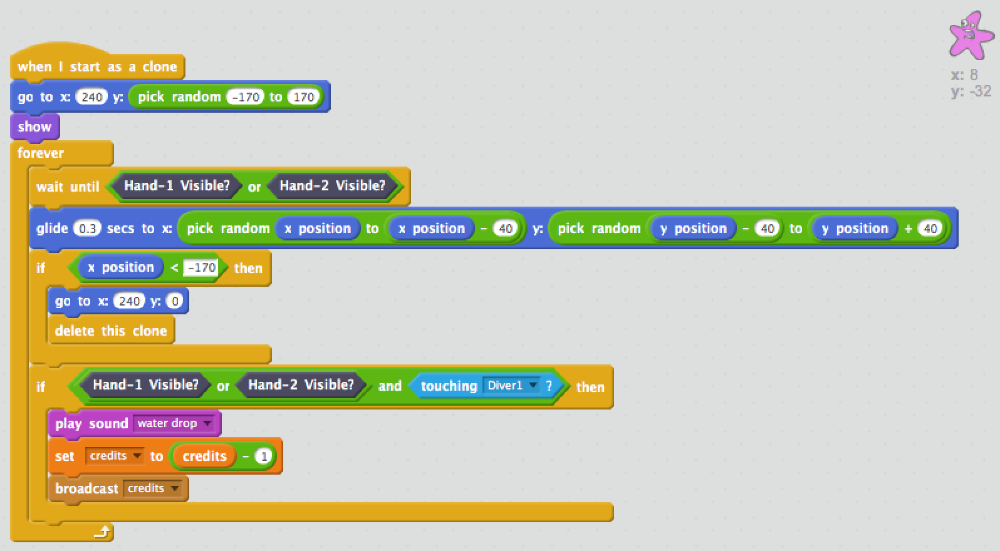 when I start as a clone
go to x: 240 y: pick random -170 to 170
show
forever
wait until Hand-1 Visible? or Hand-2 Visible?
glide 0.3 secs to x: pick random x position to x position - 40 y: pick random y position - 40 to y position + 40
if x position < -170 then
go to x: 240 y: 0
delete this clone
if Hand-1 Visible? or Hand-2 Visible? and touching Diver1 ? then
play sound water drop
set credits to credits - 1
broadcast credits
x: 8
y: -32